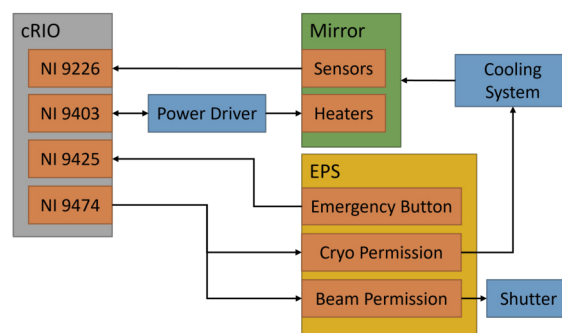 cRIO
NI 9226
NI 9403
NI 9425
NI 9474
Power Driver
Mirror
Sensors
Heaters
Cooling
System
EPS
Emergency Button
Cryo Permission
Beam Permission
Shutter